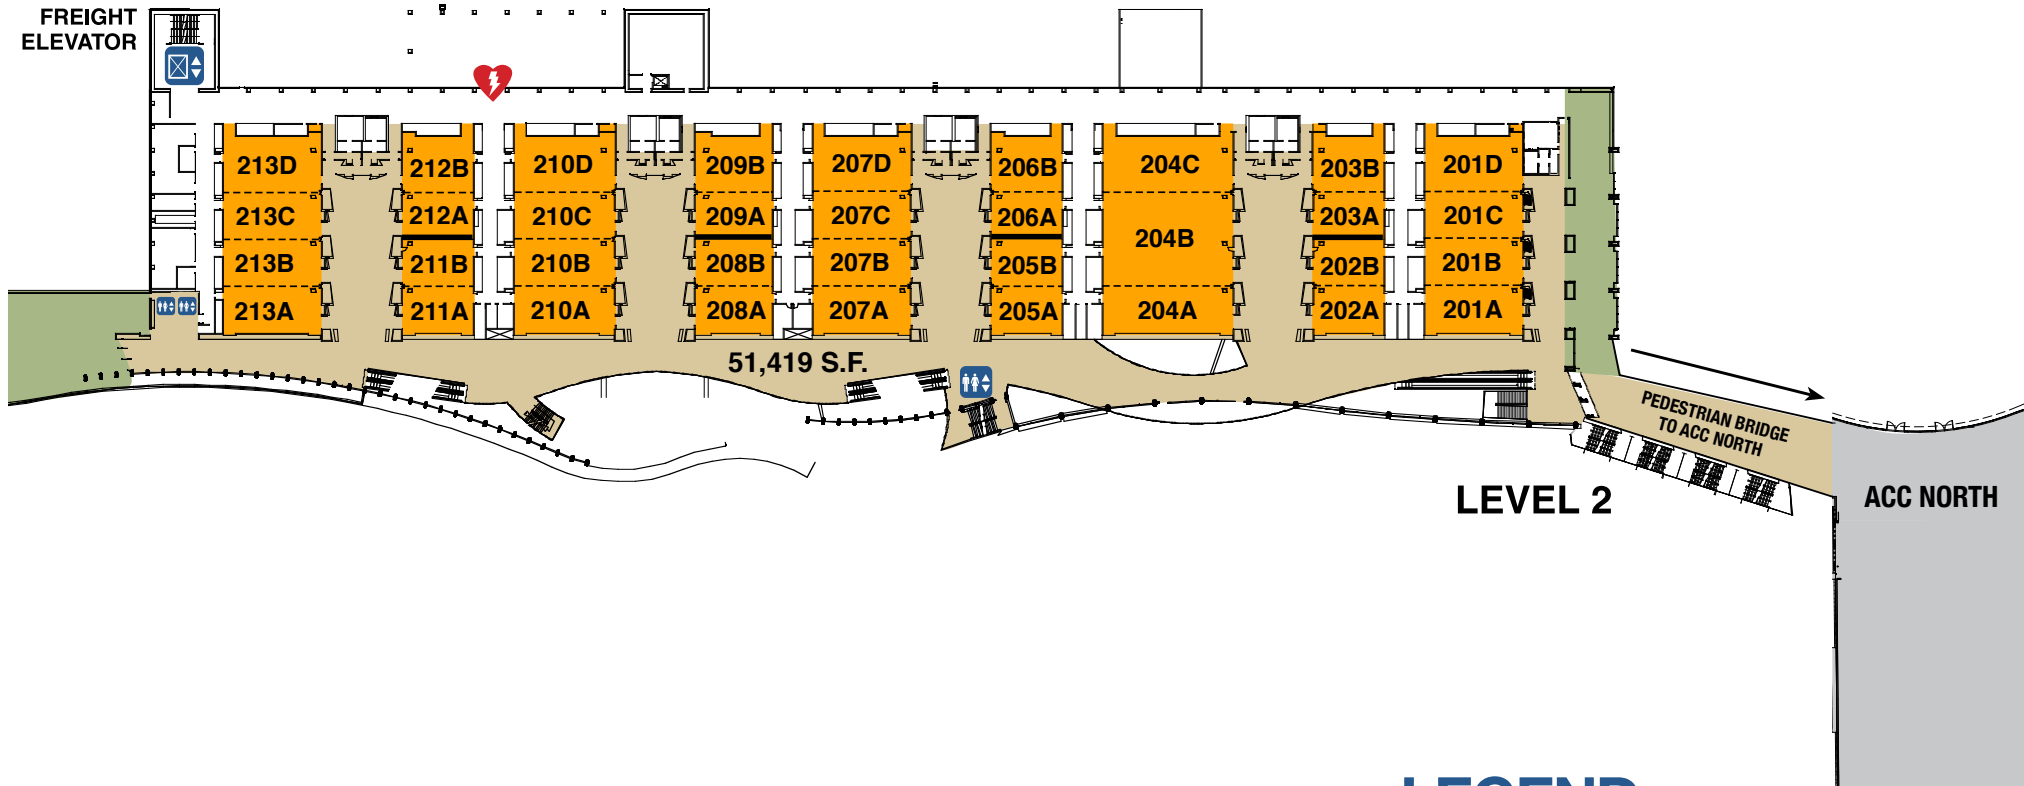 FREIGHT
ELEVATOR
213D 212B 210D 209B 207D 206B 204C 203B 201D
213C 212A 210C 209A 207C 206A 204B 203A 201C
213B 211B 210B 208B 207B 205B 202B 201B
213A 211A 210A 208A 207A 205A 204A 202A 201A
51,419 S.F.
PEDESTRIAN BRIDGE
TO ACC NORTH
LEVEL 2
ACC NORTH
LEGEND